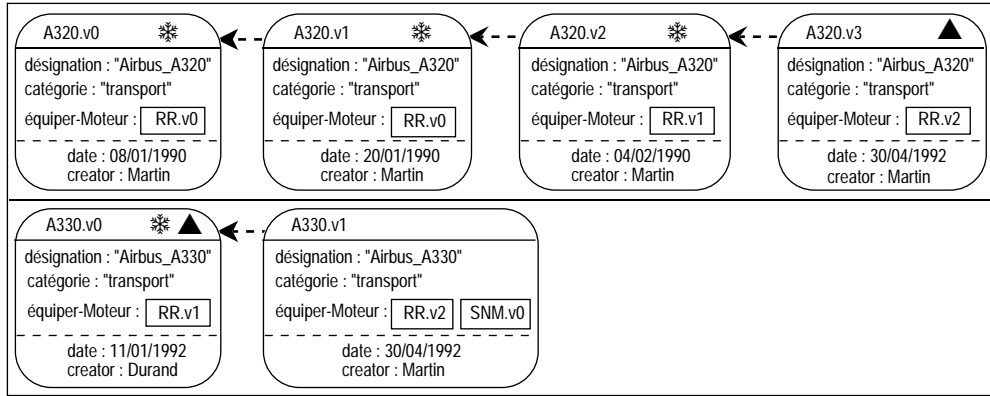 A320.v0
désignation : "Airbus_A320"
catégorie : "transport"
équiper-Moteur : RR.v0
date : 08/01/1990
creator : Martin
A320.v1
désignation : "Airbus_A320"
catégorie : "transport"
équiper-Moteur : RR.v0
date : 20/01/1990
creator : Martin
A320.v2
désignation : "Airbus_A320"
catégorie : "transport"
équiper-Moteur : RR.v1
date : 04/02/1990
creator : Martin
A320.v3
désignation : "Airbus_A320"
catégorie : "transport"
équiper-Moteur : RR.v2
date : 30/04/1992
creator : Martin
A330.v0
désignation : "Airbus_A330"
catégorie : "transport"
équiper-Moteur : RR.v1
date : 11/01/1992
creator : Durand
A330.v1
désignation : "Airbus_A330"
catégorie : "transport"
équiper-Moteur : RR.v2 SNM.v0
date : 30/04/1992
creator : Martin